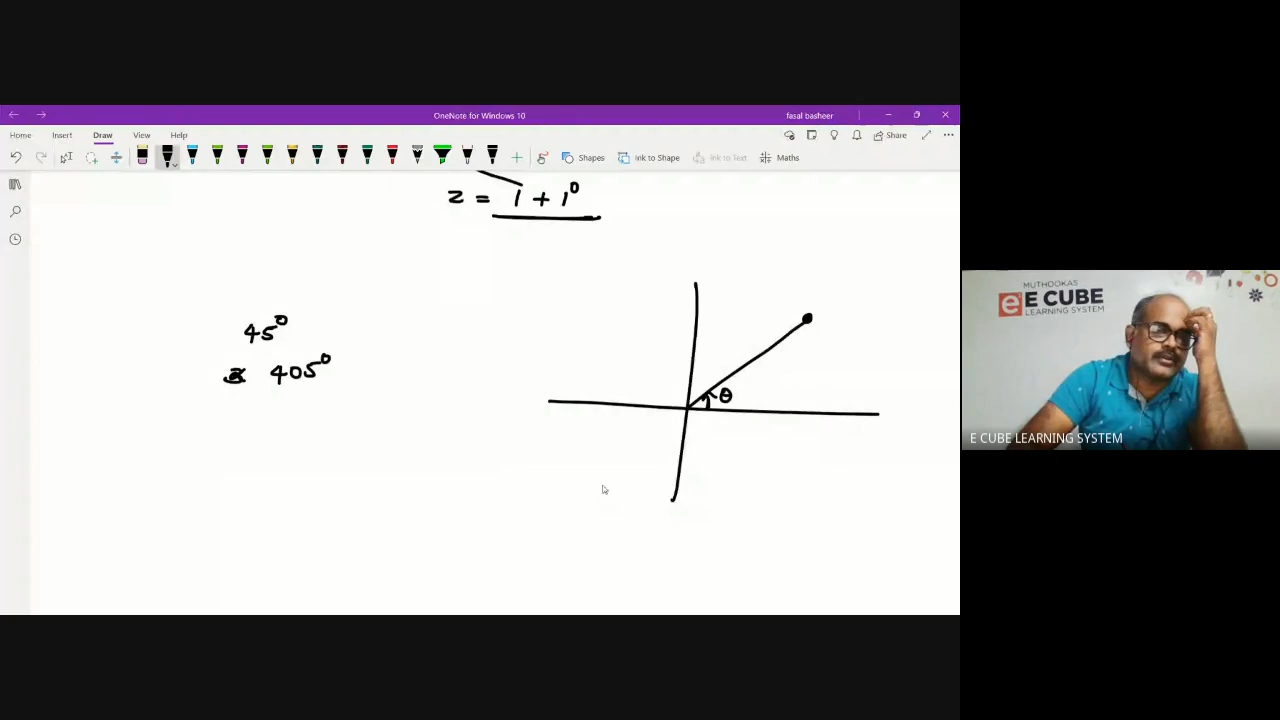 OneNote for Windows 10
fasal basheer
Home Insert Draw View Help
Share
Shapes Ink to Shape Ink to Text Maths
z = 1 + i
45°
405°
θ
MUTHOOKAS
e E CUBE
LEARNING SYSTEM
E CUBE LEARNING SYSTEM